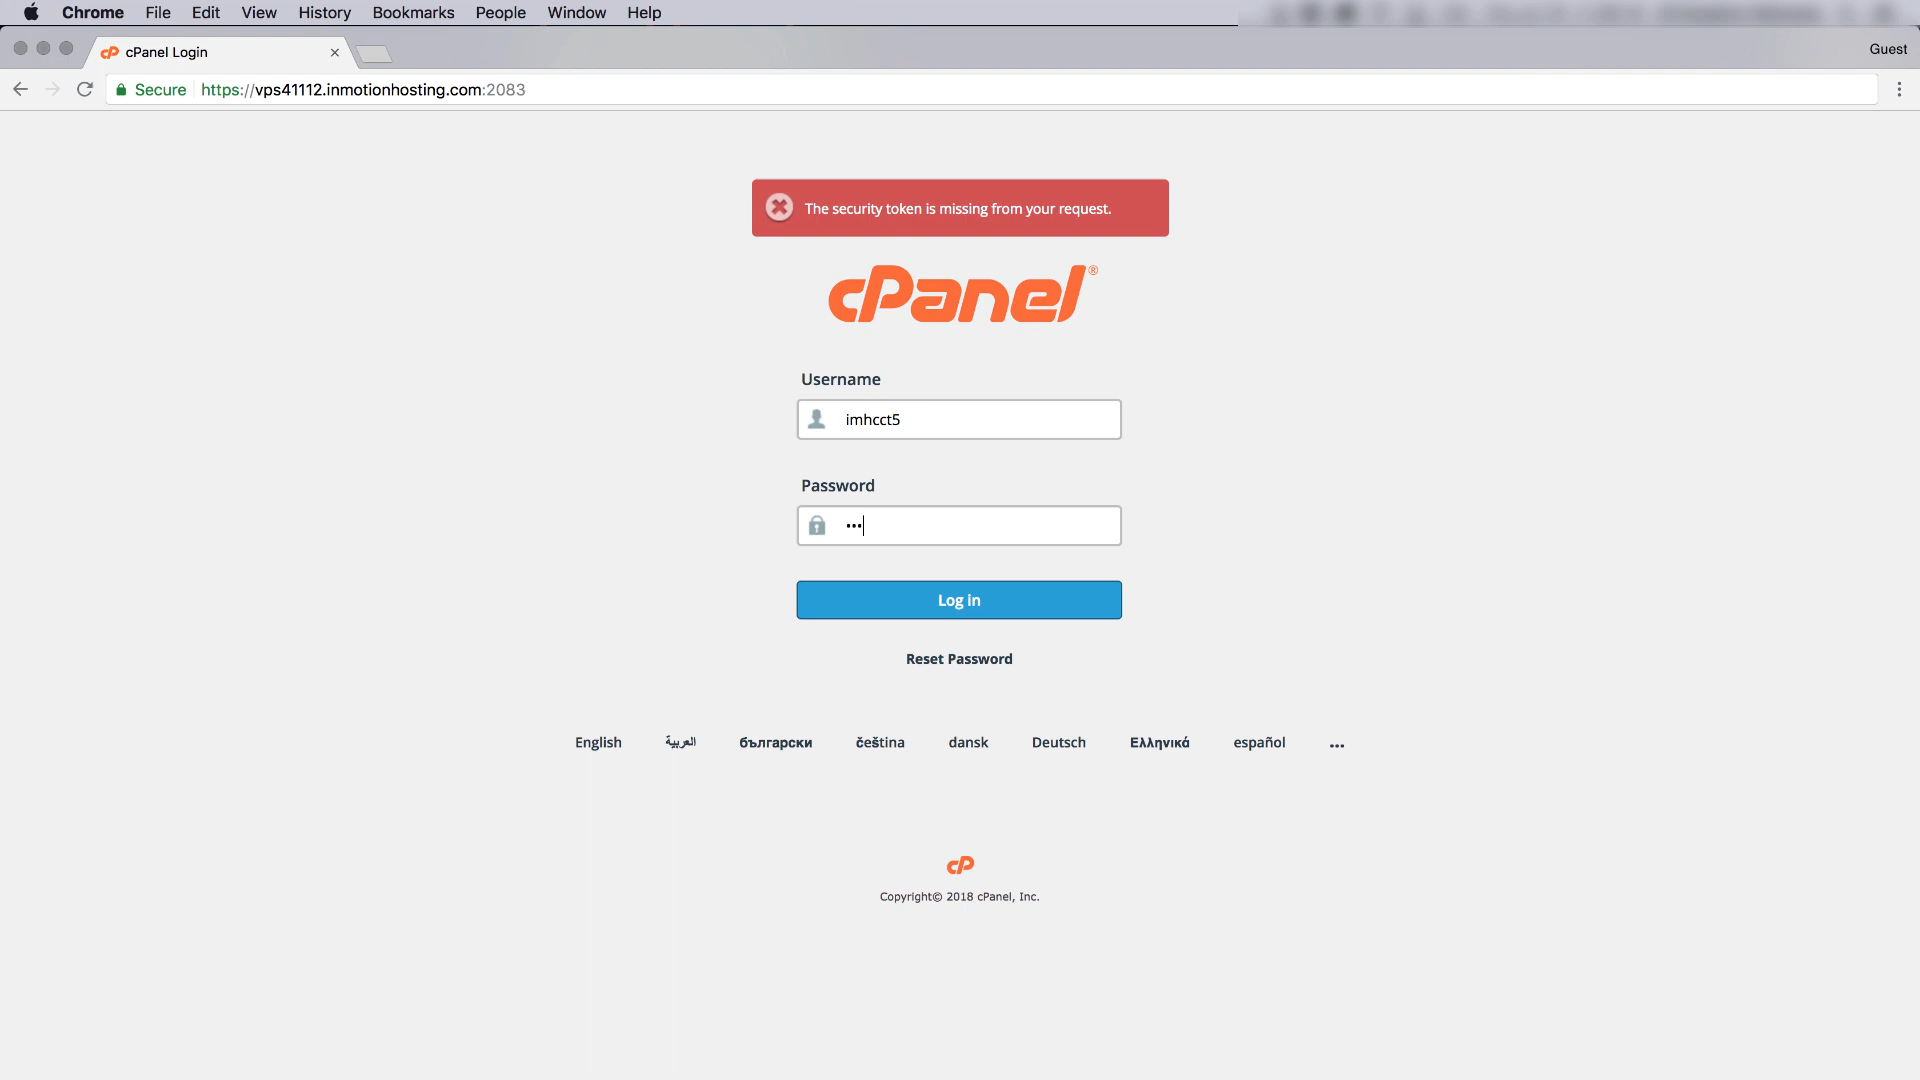 Chrome File Edit View History Bookmarks People Window Help
cPanel Login
Guest
Secure https://vps41112.inmotionhosting.com:2083
The security token is missing from your request.
cPanel®
Username
imhcct5
Password
•••
Log in
Reset Password
English العربية български čeština dansk Deutsch Ελληνικά español ...
cP
Copyright© 2018 cPanel, Inc.